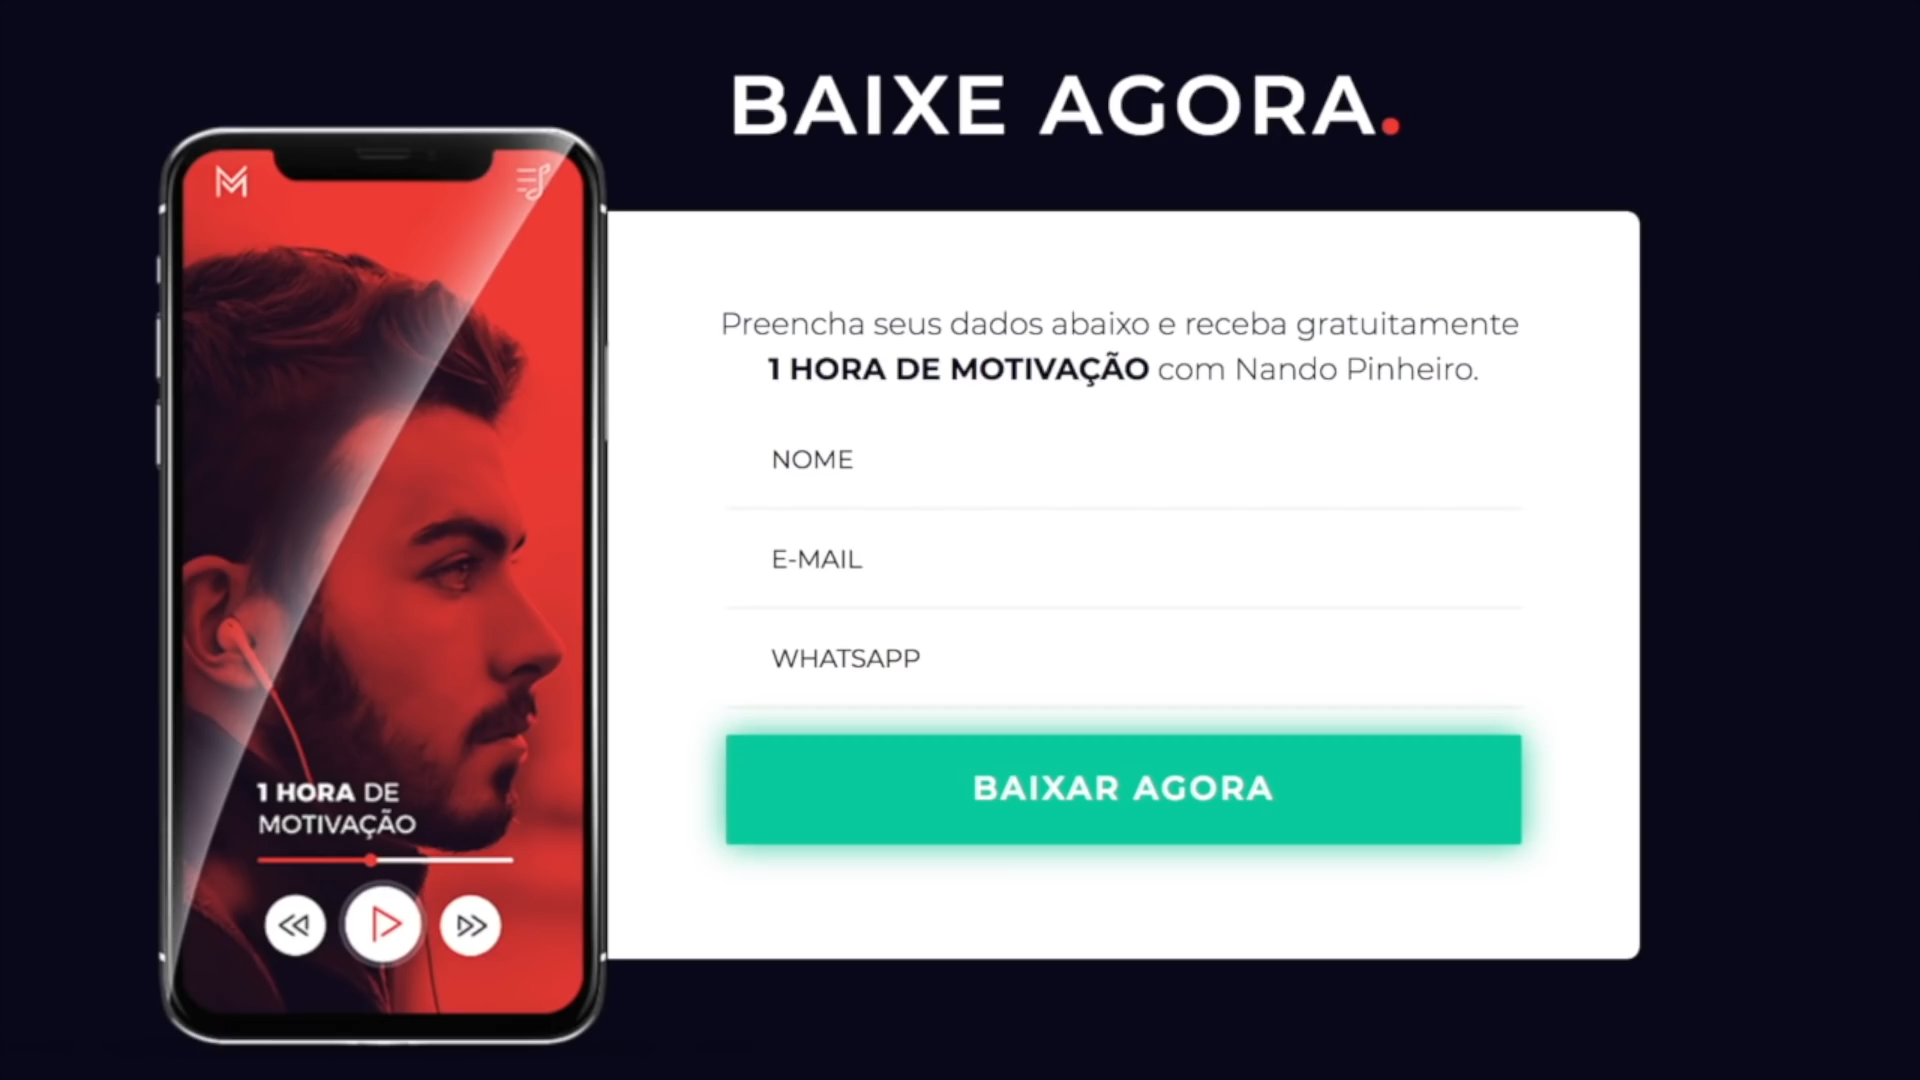 BAIXE AGORA.
Preencha seus dados abaixo e receba gratuitamente
1 HORA DE MOTIVAÇÃO com Nando Pinheiro.
NOME
E-MAIL
WHATSAPP
BAIXAR AGORA
1 HORA DE
MOTIVAÇÃO